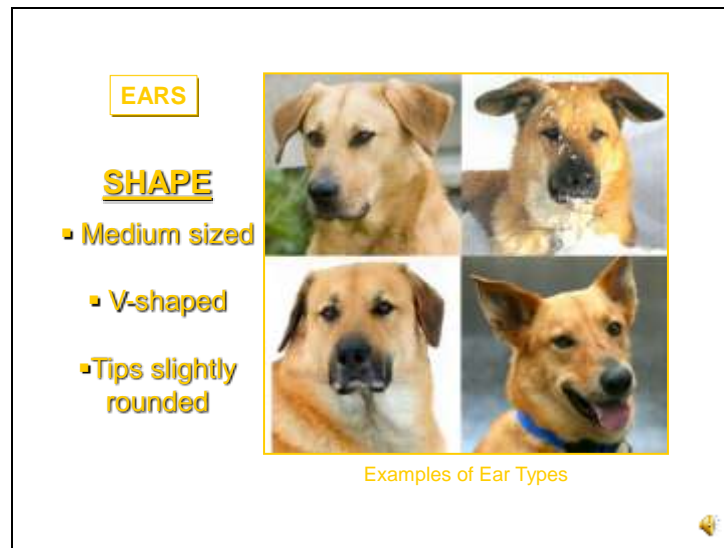 EARS
SHAPE
▪ Medium sized
▪ V-shaped
▪Tips slightly
rounded
Examples of Ear Types